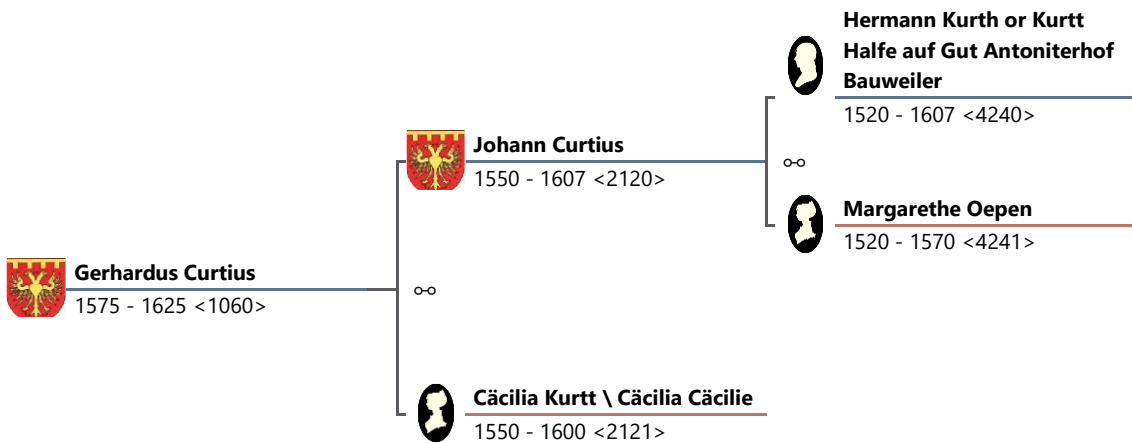 Hermann Kurth or Kurtt
Halfe auf Gut Antoniterhof
Bauweiler
1520 - 1607 <4240>
Johann Curtius
1550 - 1607 <2120>
Margarethe Oepen
1520 - 1570 <4241>
Gerhardus Curtius
1575 - 1625 <1060>
Cäcilia Kurtt \ Cäcilia Cäcilie
1550 - 1600 <2121>